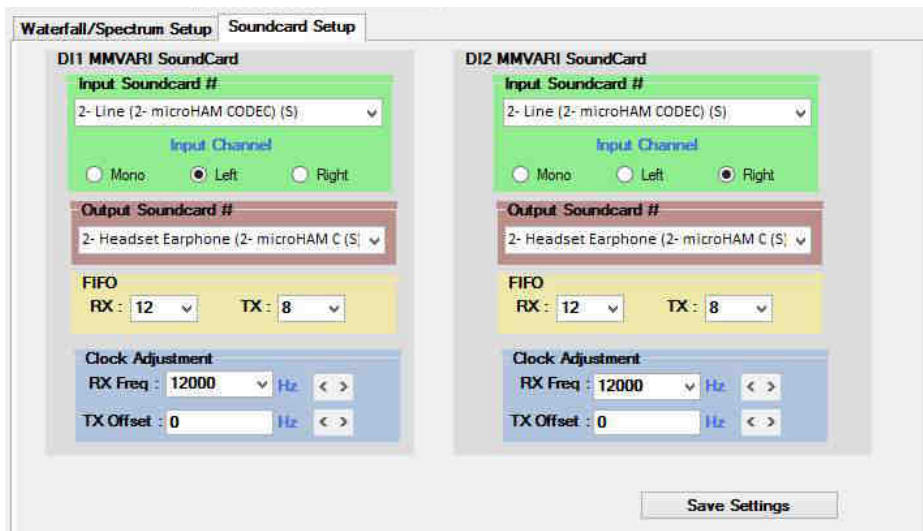 Waterfall/Spectrum Setup Soundcard Setup
DI1 MMVARI SoundCard
Input Soundcard #
2- Line (2- microHAM CODEC) (S)
Input Channel
Mono Left Right
Output Soundcard #
2- Headset Earphone (2- microHAM C (S)
FIFO
RX : 12 TX : 8
Clock Adjustment
RX Freq : 12000 Hz < >
TX Offset : 0 Hz < >
DI2 MMVARI SoundCard
Input Soundcard #
2- Line (2- microHAM CODEC) (S)
Input Channel
Mono Left Right
Output Soundcard #
2- Headset Earphone (2- microHAM C (S)
FIFO
RX : 12 TX : 8
Clock Adjustment
RX Freq : 12000 Hz < >
TX Offset : 0 Hz < >
Save Settings